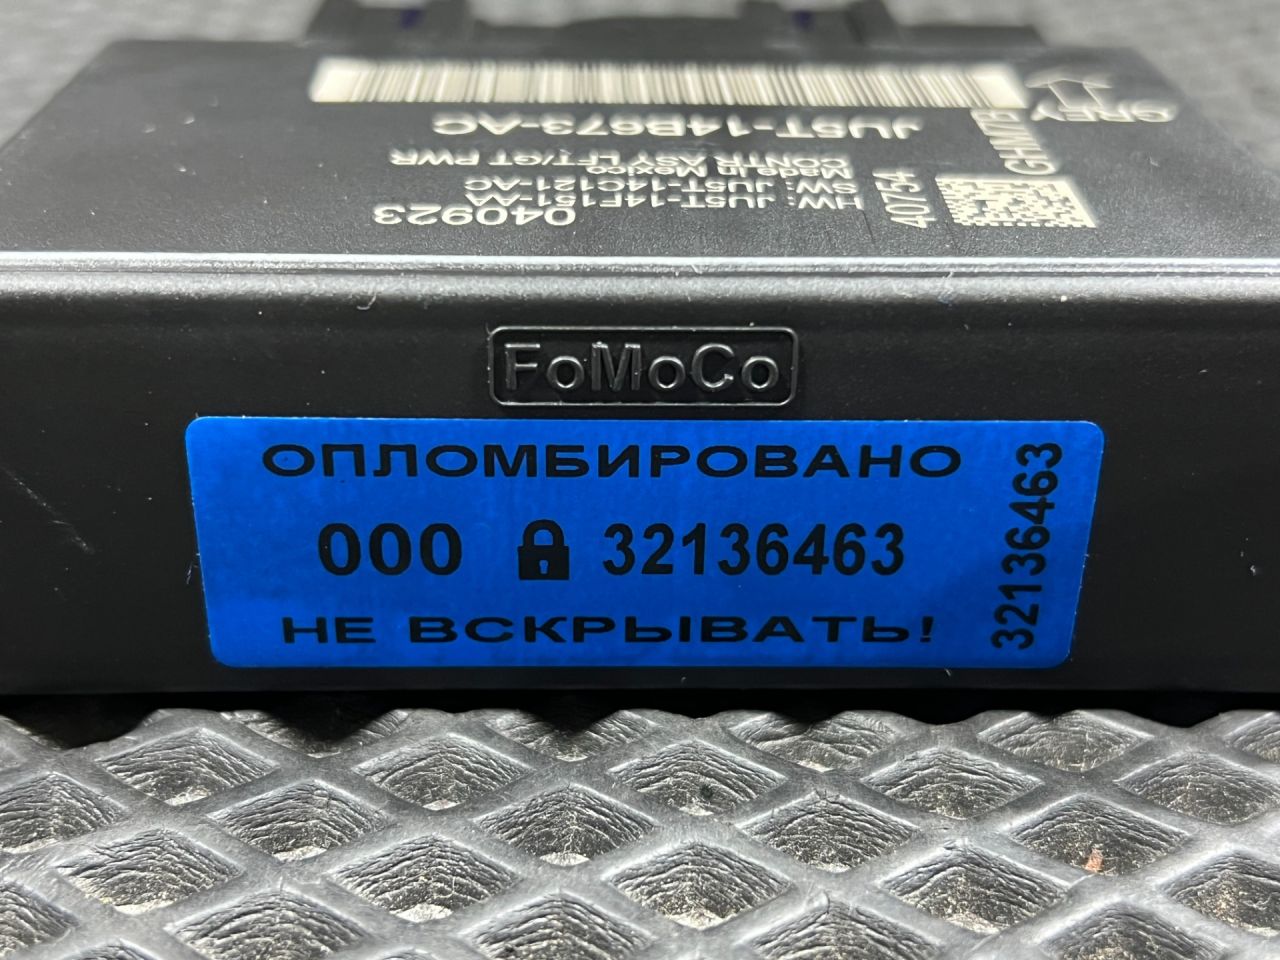 JU5T-14B673-AC
CONTR ASY LFT/GT PWR
Made in Mexico
SW: JU5T-14C121-AC
HW: JU5T-14F151-AA
040923
40754
GREY
FoMoCo
ОПЛОМБИРОВАНО
000 32136463
НЕ ВСКРЫВАТЬ!
32136463